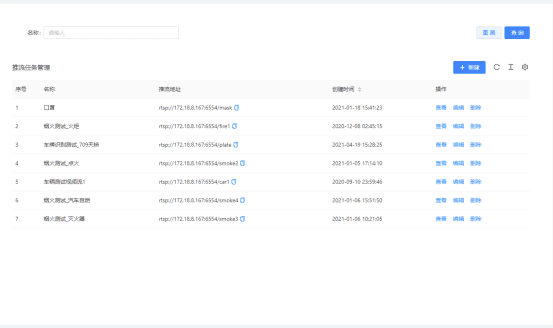 名称: 请输入
重置 查询
推流任务管理 + 新建
序号 名称 推流地址 创建时间 操作
1 口罩 rtsp://172.18.8.167:6554/mask 2021-01-18 15:41:23 查看 编辑 删除
2 烟火测试_火炬 rtsp://172.18.8.167:6554/fire1 2020-12-08 02:45:15 查看 编辑 删除
3 车牌识别测试_709天桥 rtsp://172.18.8.167:6554/plate 2021-04-19 15:28:25 查看 编辑 删除
4 烟火测试_点火 rtsp://172.18.8.167:6554/smoke2 2021-01-05 17:14:10 查看 编辑 删除
5 车辆测试视频流1 rtsp://172.18.8.167:6554/car1 2020-09-10 23:59:46 查看 编辑 删除
6 烟火测试_汽车自燃 rtsp://172.18.8.167:6554/smoke4 2021-01-06 15:51:50 查看 编辑 删除
7 烟火测试_灭火器 rtsp://172.18.8.167:6554/smoke3 2021-01-06 10:21:05 查看 编辑 删除